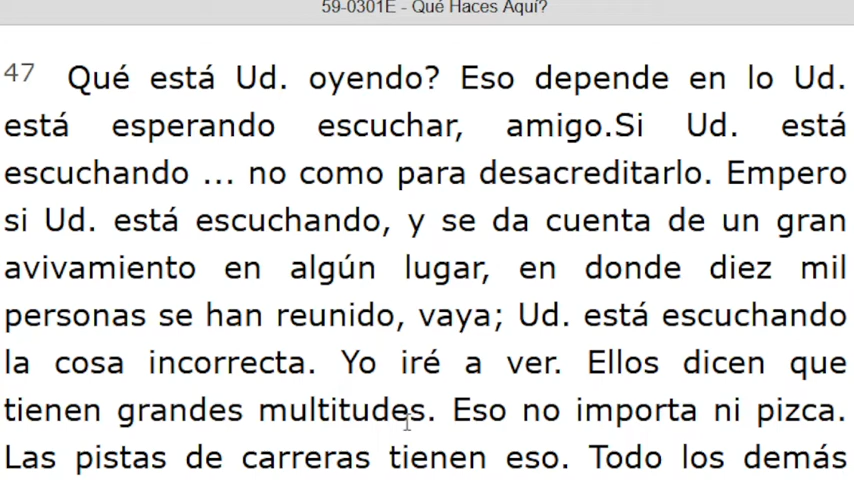 59-0301E - Qué Haces Aquí?
47 Qué está Ud. oyendo? Eso depende en lo Ud.
está esperando escuchar, amigo.Si Ud. está
escuchando ... no como para desacreditarlo. Empero
si Ud. está escuchando, y se da cuenta de un gran
avivamiento en algún lugar, en donde diez mil
personas se han reunido, vaya; Ud. está escuchando
la cosa incorrecta. Yo iré a ver. Ellos dicen que
tienen grandes multitudes. Eso no importa ni pizca.
Las pistas de carreras tienen eso. Todo los demás